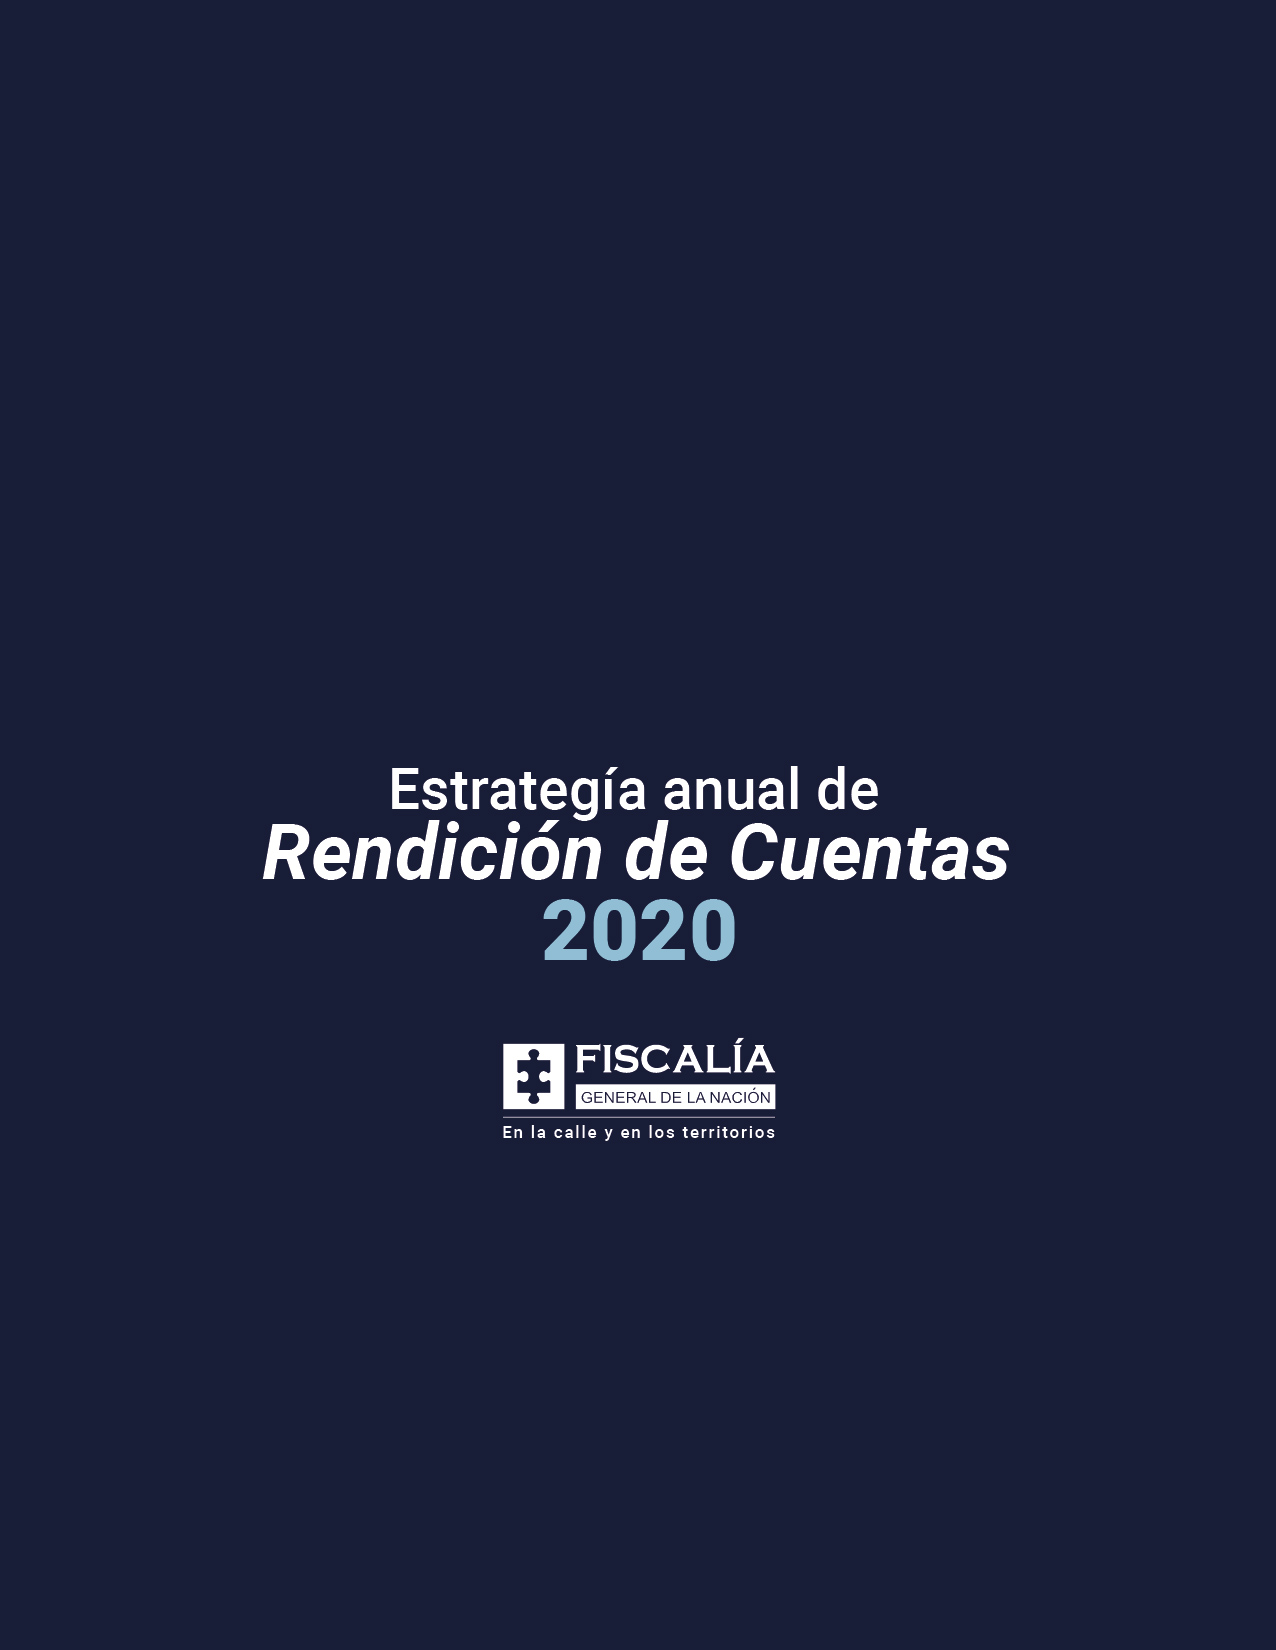 Estrategía anual de
Rendición de Cuentas
2020
FISCALÍA
GENERAL DE LA NACIÓN
En la calle y en los territorios